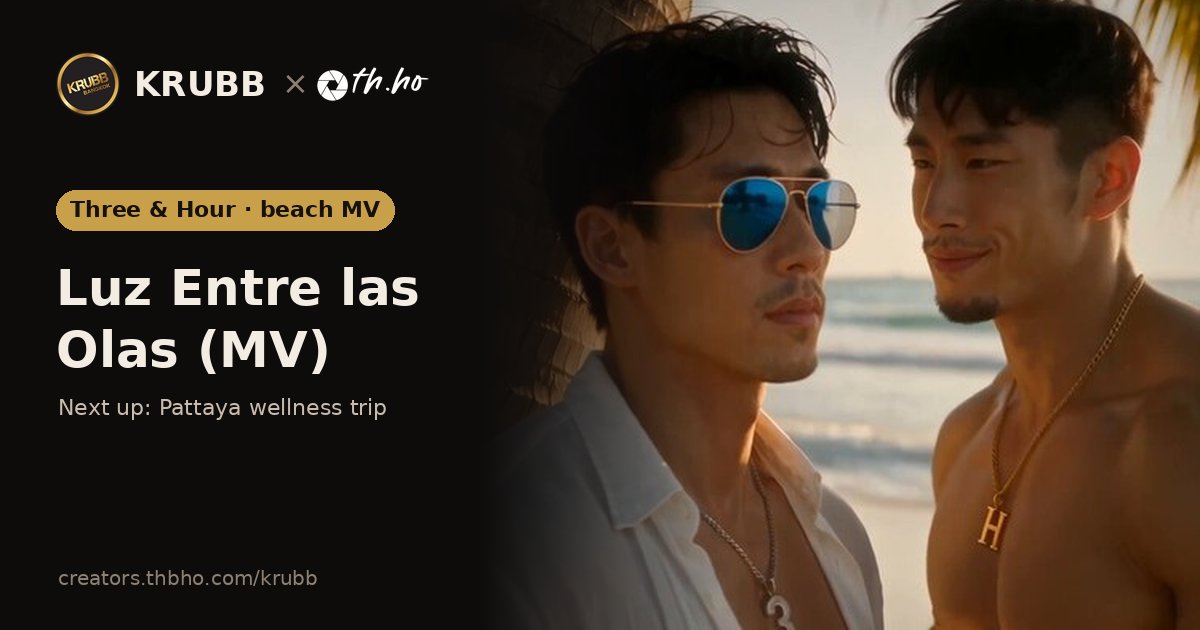 KRUBB
BANGKOK
KRUBB × th.ho
Three & Hour · beach MV
Luz Entre las
Olas (MV)
Next up: Pattaya wellness trip
creators.thbho.com/krubb
H
3